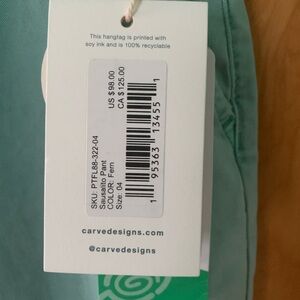 This hangtag is printed with
soy ink and is 100% recyclable
US $98.00
CA $125.00
1 95363 13455 1
SKU: PTFL88-322-04
Sausalito Pant
COLOR: Fern
Size: 04
carvedesigns.com
@carvedesigns